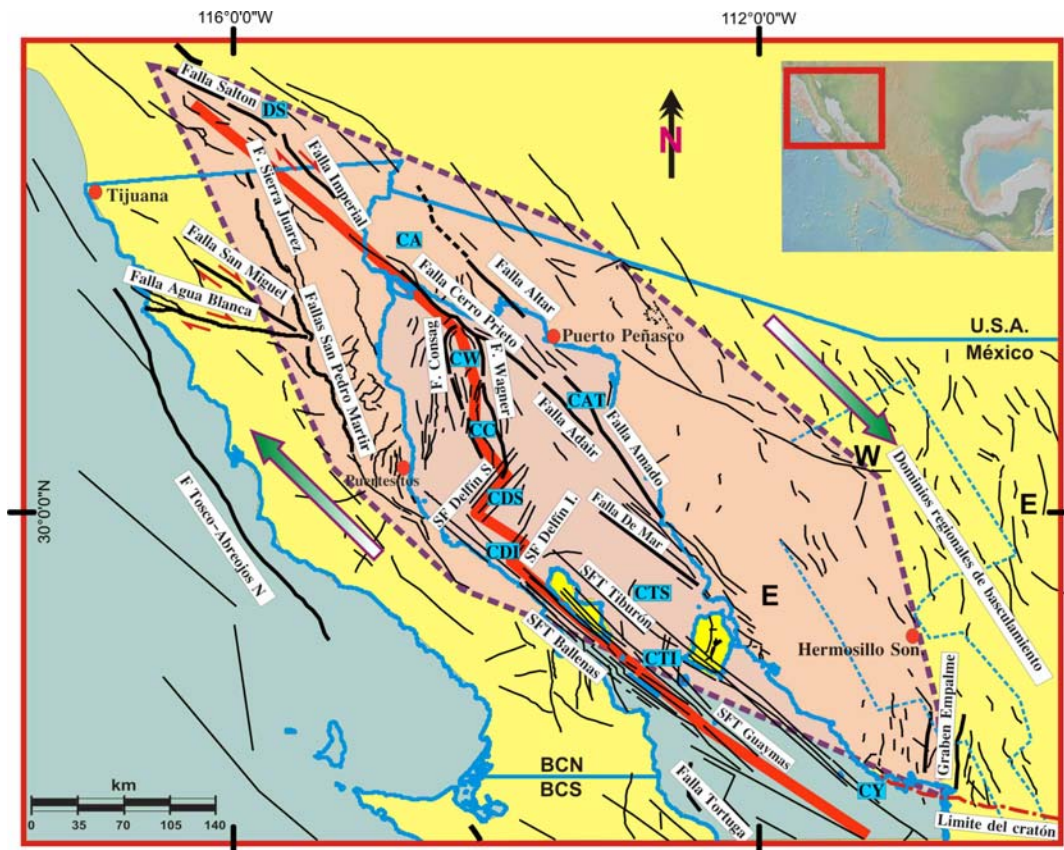 116°0'0"W
112°0'0"W
Falla Salton
DS
N
F. Sierra Juarez
Falla Imperial
Tijuana
CA
Falla San Miguel
Falla Altar
Falla Agua Blanca
Falla Cerro Prieto
Puerto Peñasco
U.S.A.
México
Fallas San Pedro Martir
F. Consag
CW
F. Wagner
CAT
CC
Falla Adair
Falla Amado
W
Dominios regionales de basculamiento
SF Delfin S.
CDS
30°0'0"N
E
F Tosco-Abreojos N
CDI
SF Delfin I.
Falla De Mar
SFT Tiburón
CTS
E
SFT Ballenas
CTI
Hermosillo Son
SFT Guaymas
Graben Empalme
BCN
BCS
Falla Tortuga
CY
Limite del cratón
km
0 35 70 105 140